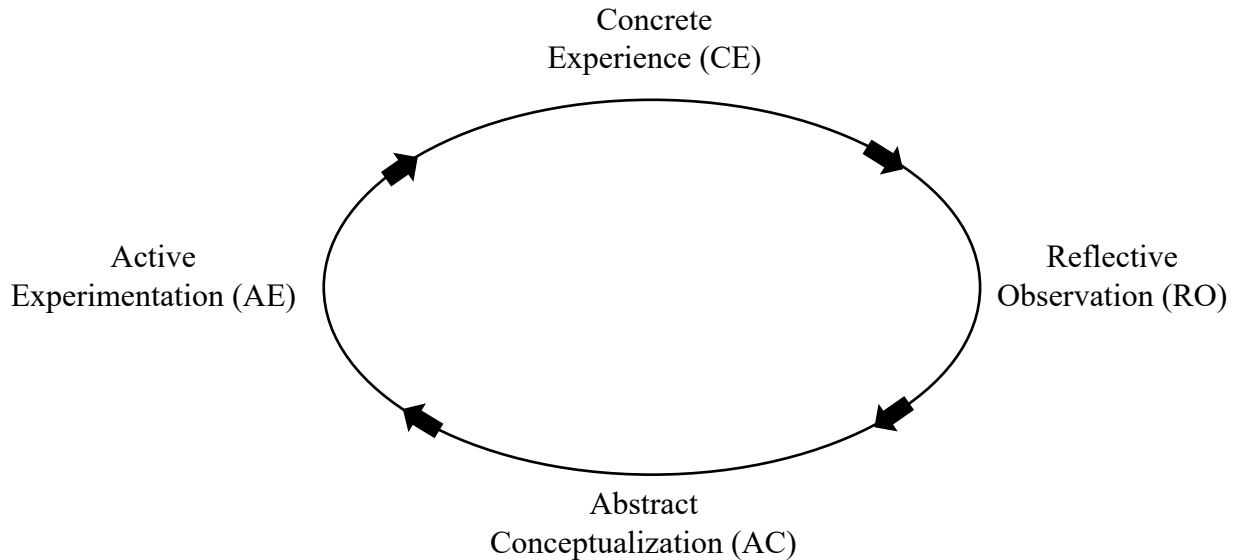 Concrete
Experience (CE)
Active
Experimentation (AE)
Reflective
Observation (RO)
Abstract
Conceptualization (AC)